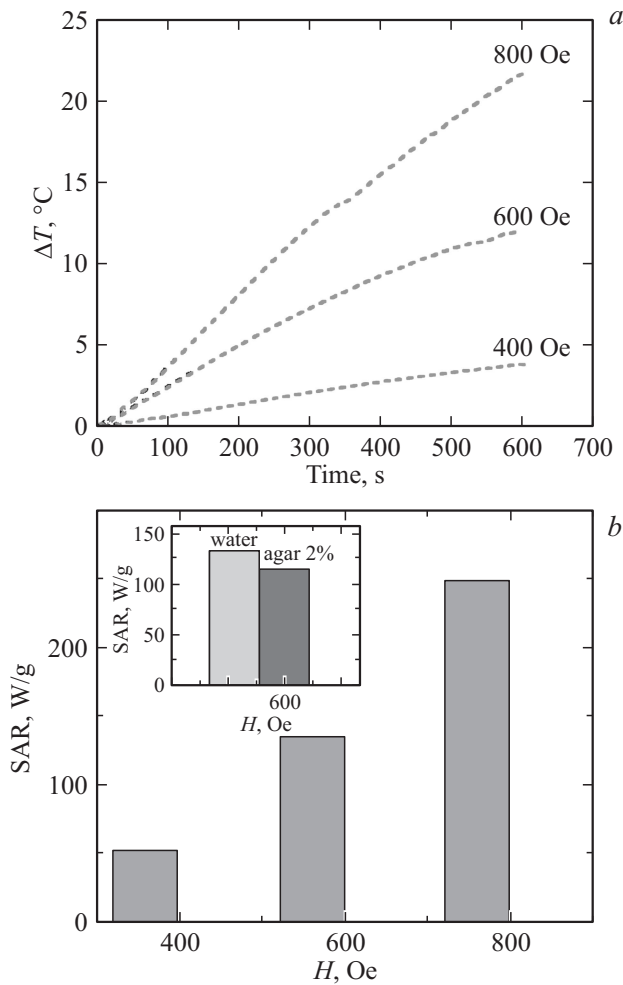 a
25
20
15
10
5
0
ΔT, °C
800 Oe
600 Oe
400 Oe
0 100 200 300 400 500 600 700
Time, s
b
200
100
0
SAR, W/g
150
100
50
0
SAR, W/g
water
agar 2%
600
H, Oe
400 600 800
H, Oe